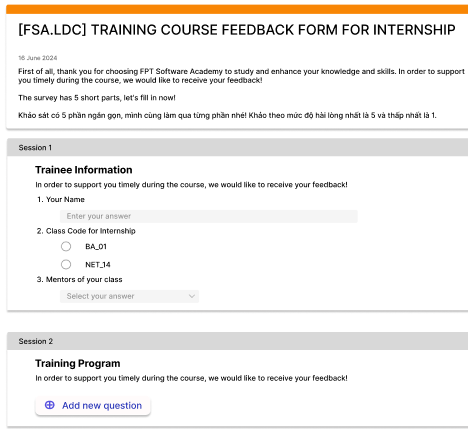 [FSA.LDC] TRAINING COURSE FEEDBACK FORM FOR INTERNSHIP
16 June 2024
First of all, thank you for choosing FPT Software Academy to study and enhance your knowledge and skills. In order to support
you timely during the course, we would like to receive your feedback!
The survey has 5 short parts, let's fill in now!
Khảo sát có 5 phần ngắn gọn, mình cùng làm qua từng phần nhé! Khảo theo mức độ hài lòng nhất là 5 và thấp nhất là 1.
Session 1
Trainee Information
In order to support you timely during the course, we would like to receive your feedback!
1. Your Name
Enter your answer
2. Class Code for Internship
BA_01
NET_14
3. Mentors of your class
Select your answer
Session 2
Training Program
In order to support you timely during the course, we would like to receive your feedback!
Add new question